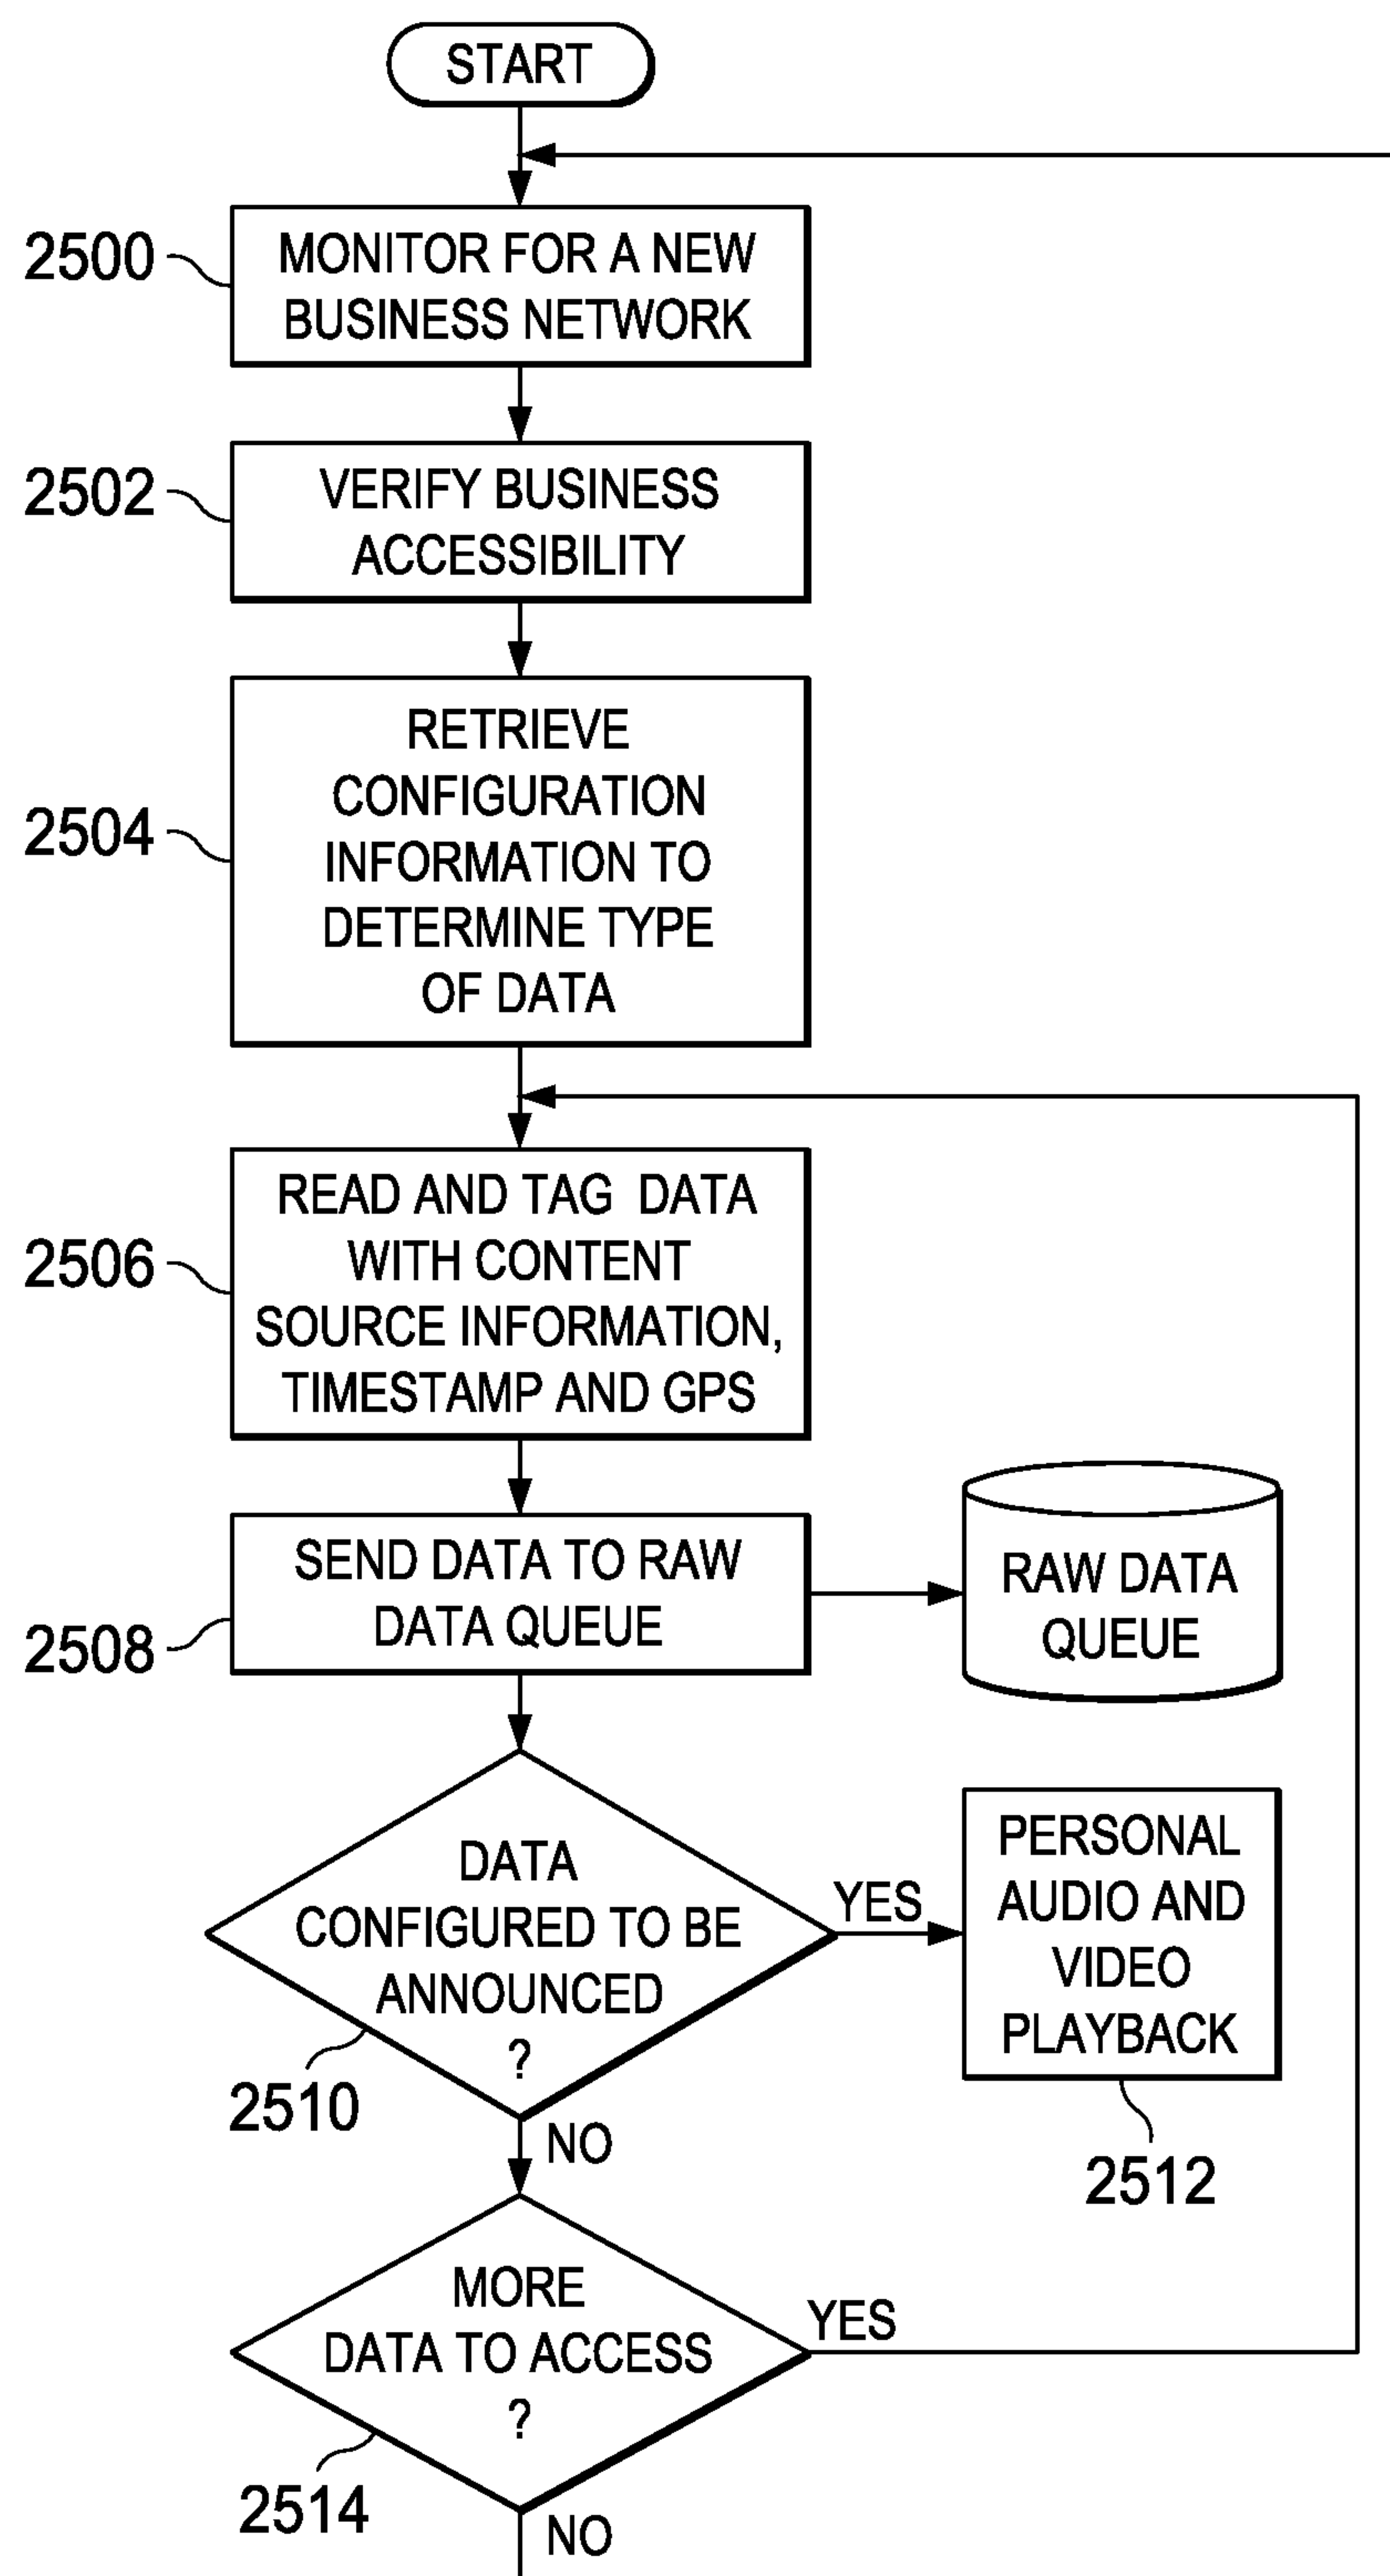 START
2500
MONITOR FOR A NEW
BUSINESS NETWORK
2502
VERIFY BUSINESS
ACCESSIBILITY
2504
RETRIEVE
CONFIGURATION
INFORMATION TO
DETERMINE TYPE
OF DATA
2506
READ AND TAG DATA
WITH CONTENT
SOURCE INFORMATION,
TIMESTAMP AND GPS
2508
SEND DATA TO RAW
DATA QUEUE
RAW DATA
QUEUE
DATA
CONFIGURED TO BE
ANNOUNCED
?
2510
YES
PERSONAL
AUDIO AND
VIDEO
PLAYBACK
2512
NO
MORE
DATA TO ACCESS
?
2514
YES
NO